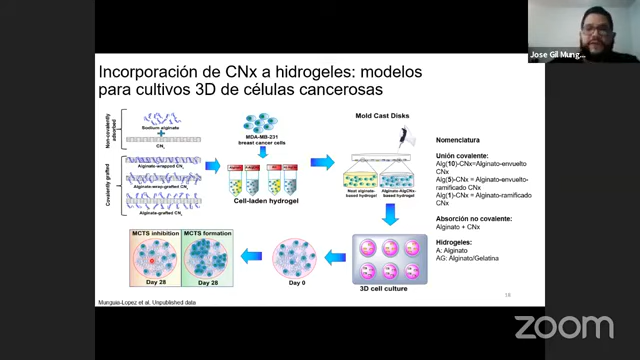 Jose Gil Mung...
Incorporación de CNx a hidrogeles: modelos
para cultivos 3D de células cancerosas
Non-covalently
adsorbed
Sodium alginate
+
CNx
Covalently grafted
Alginate-wrapped CNx
Alginate-wrap-grafted CNx
Alginate-grafted CNx
MDA-MB-231
breast cancer cells
Cell-laden hydrogel
Mold Cast Disks
Neat alginate-
based hydrogel
Alginate-AlgCNx-
based hydrogel
3D cell culture
Day 0
MCTS inhibition
MCTS formation
Day 28
Day 28
Nomenclatura
Unión covalente:
Alg(10)-CNx=Alginato-envuelto
CNx
Alg(5)-CNx = Alginato-envuelto-
ramificado CNx
Alg(1)-CNx = Alginato-ramificado
CNx
Absorción no covalente:
Alginato + CNx
Hidrogeles:
A: Alginato
AG: Alginato/Gelatina
Murguia-Lopez et al. Unpublished data
18
zoom